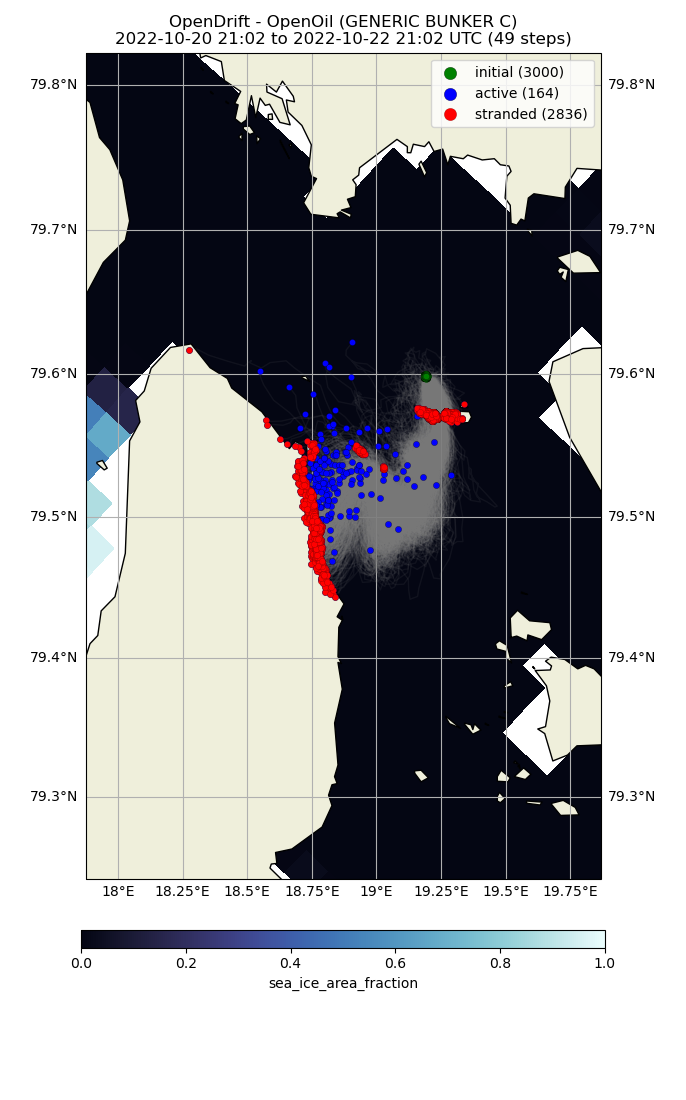 OpenDrift - OpenOil (GENERIC BUNKER C)
2022-10-20 21:02 to 2022-10-22 21:02 UTC (49 steps)
initial (3000)
active (164)
stranded (2836)
79.8°N 79.8°N
79.7°N 79.7°N
79.6°N 79.6°N
79.5°N 79.5°N
79.4°N 79.4°N
79.3°N 79.3°N
18°E 18.25°E 18.5°E 18.75°E 19°E 19.25°E 19.5°E 19.75°E
0.0 0.2 0.4 0.6 0.8 1.0
sea_ice_area_fraction